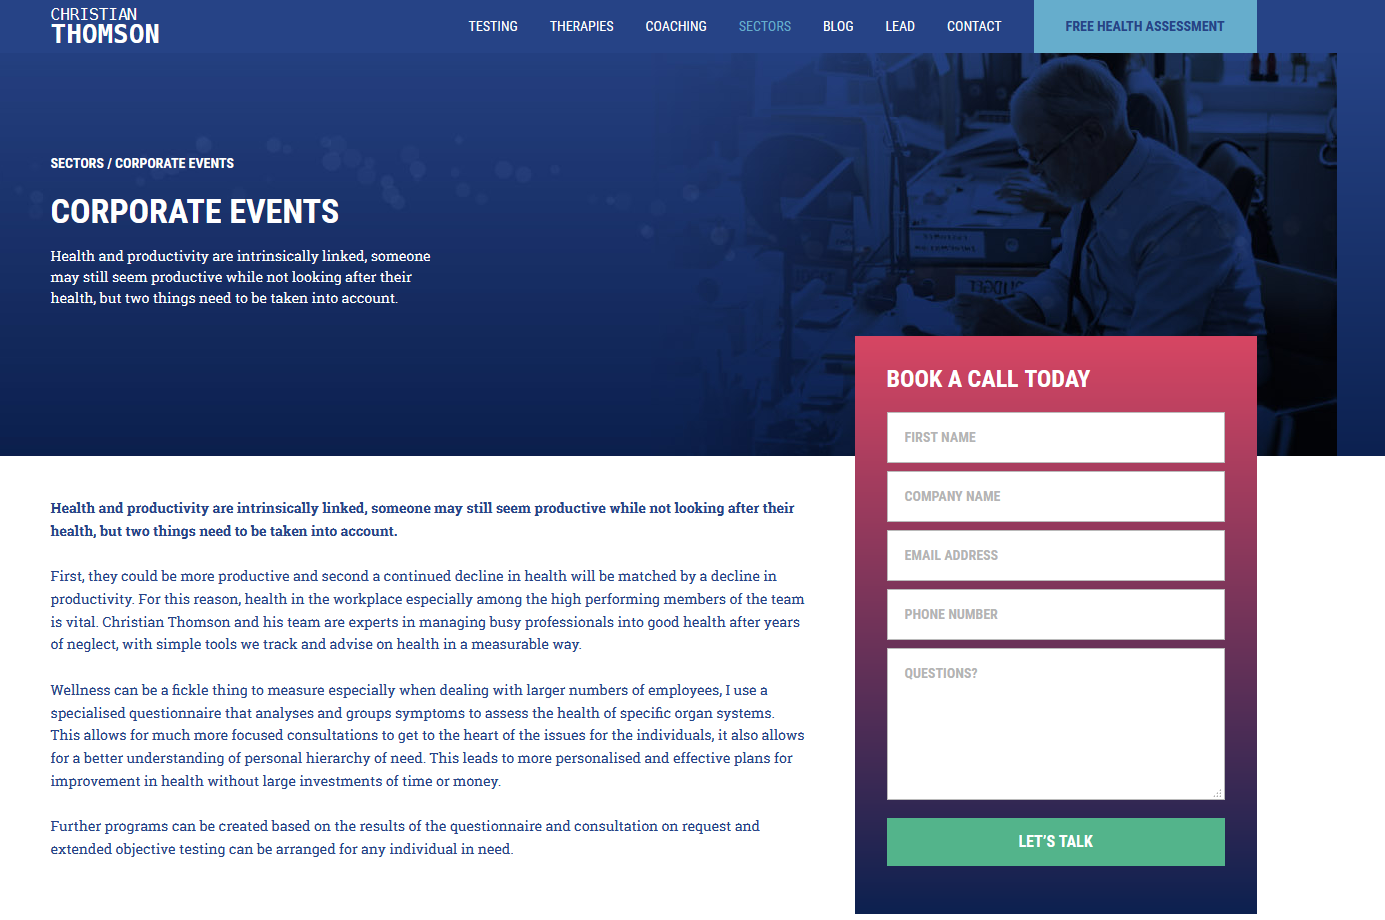 CHRISTIAN
THOMSON
TESTING THERAPIES COACHING SECTORS BLOG LEAD CONTACT FREE HEALTH ASSESSMENT
SECTORS / CORPORATE EVENTS
CORPORATE EVENTS
Health and productivity are intrinsically linked, someone
may still seem productive while not looking after their
health, but two things need to be taken into account.
BOOK A CALL TODAY
FIRST NAME
COMPANY NAME
EMAIL ADDRESS
PHONE NUMBER
QUESTIONS?
LET'S TALK
Health and productivity are intrinsically linked, someone may still seem productive while not looking after their
health, but two things need to be taken into account.
First, they could be more productive and second a continued decline in health will be matched by a decline in
productivity. For this reason, health in the workplace especially among the high performing members of the team
is vital. Christian Thomson and his team are experts in managing busy professionals into good health after years
of neglect, with simple tools we track and advise on health in a measurable way.
Wellness can be a fickle thing to measure especially when dealing with larger numbers of employees, I use a
specialised questionnaire that analyses and groups symptoms to assess the health of specific organ systems.
This allows for much more focused consultations to get to the heart of the issues for the individuals, it also allows
for a better understanding of personal hierarchy of need. This leads to more personalised and effective plans for
improvement in health without large investments of time or money.
Further programs can be created based on the results of the questionnaire and consultation on request and
extended objective testing can be arranged for any individual in need.